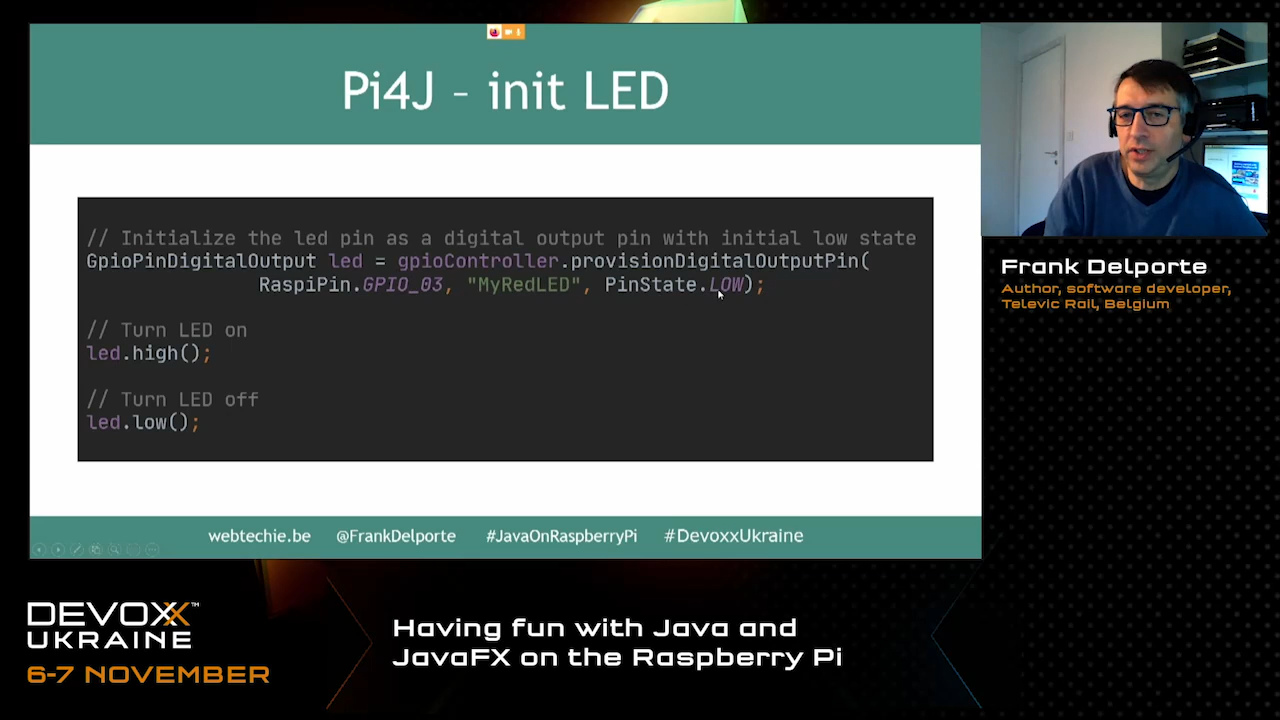 Pi4J – init LED
// Initialize the led pin as a digital output pin with initial low state
GpioPinDigitalOutput led = gpioController.provisionDigitalOutputPin(
RaspiPin.GPIO_03, "MyRedLED", PinState.LOW);
// Turn LED on
led.high();
// Turn LED off
led.low();
webtechie.be @FrankDelporte #JavaOnRaspberryPi #DevoxxUkraine
Frank Delporte
Author, software developer,
Televic Rail, Belgium
DEVOXX™
UKRAINE
6-7 NOVEMBER
Having fun with Java and
JavaFX on the Raspberry Pi